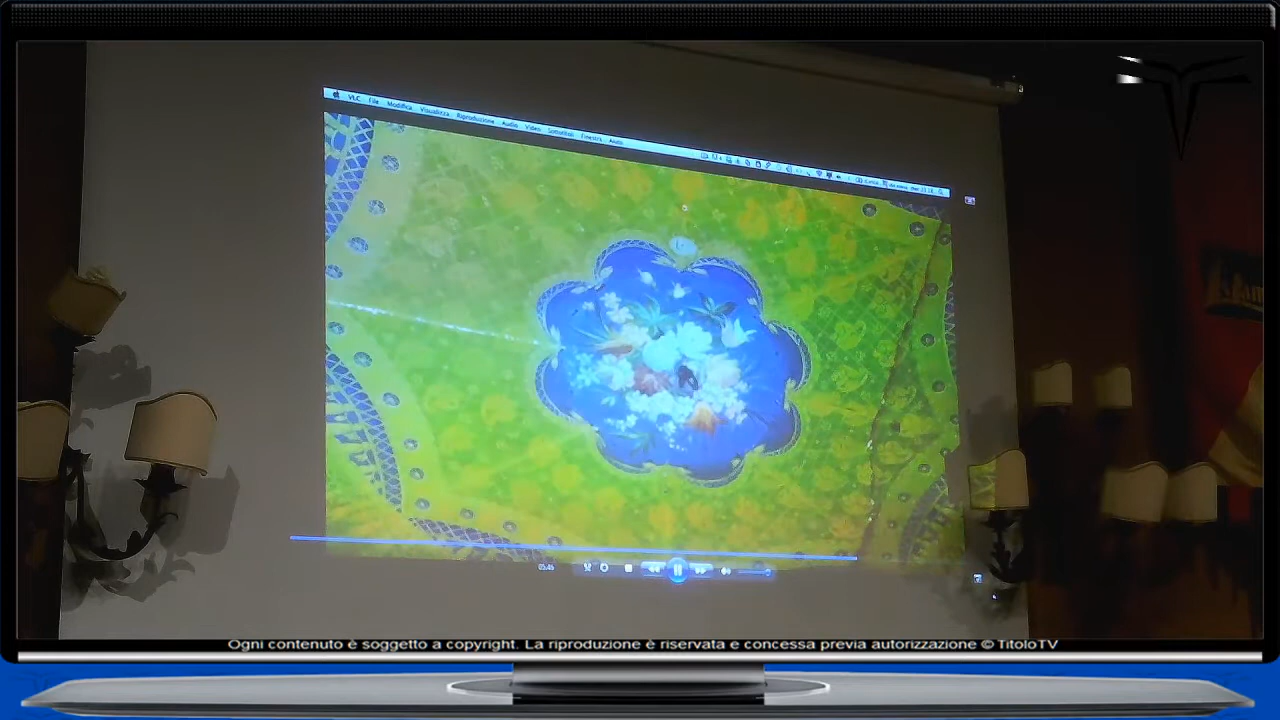 VLC File Modifica Visualizza Riproduzione Audio Video Sottotitoli Finestra Aiuto
05:45
Ogni contenuto è soggetto a copyright. La riproduzione è riservata e concessa previa autorizzazione © TitoloTV